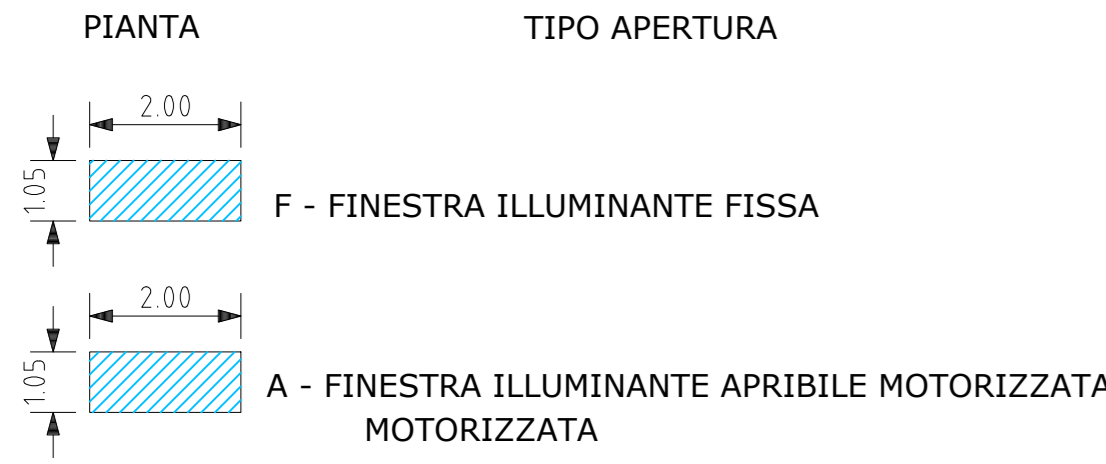 PIANTA
TIPO APERTURA
2.00
1.05
F - FINESTRA ILLUMINANTE FISSA
2.00
1.05
A - FINESTRA ILLUMINANTE APRIBILE MOTORIZZATA
MOTORIZZATA